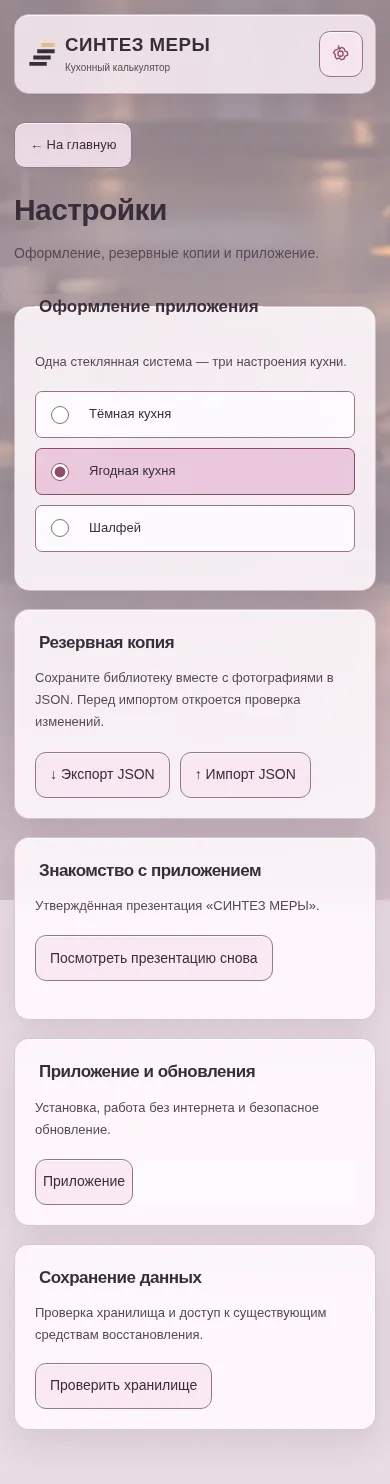 СИНТЕЗ МЕРЫ
Кухонный калькулятор
← На главную
Настройки
Оформление, резервные копии и приложение.
Оформление приложения
Одна стеклянная система — три настроения кухни.
Тёмная кухня
Ягодная кухня
Шалфей
Резервная копия
Сохраните библиотеку вместе с фотографиями в
JSON. Перед импортом откроется проверка
изменений.
↓ Экспорт JSON
↑ Импорт JSON
Знакомство с приложением
Утверждённая презентация «СИНТЕЗ МЕРЫ».
Посмотреть презентацию снова
Приложение и обновления
Установка, работа без интернета и безопасное
обновление.
Приложение
Сохранение данных
Проверка хранилища и доступ к существующим
средствам восстановления.
Проверить хранилище